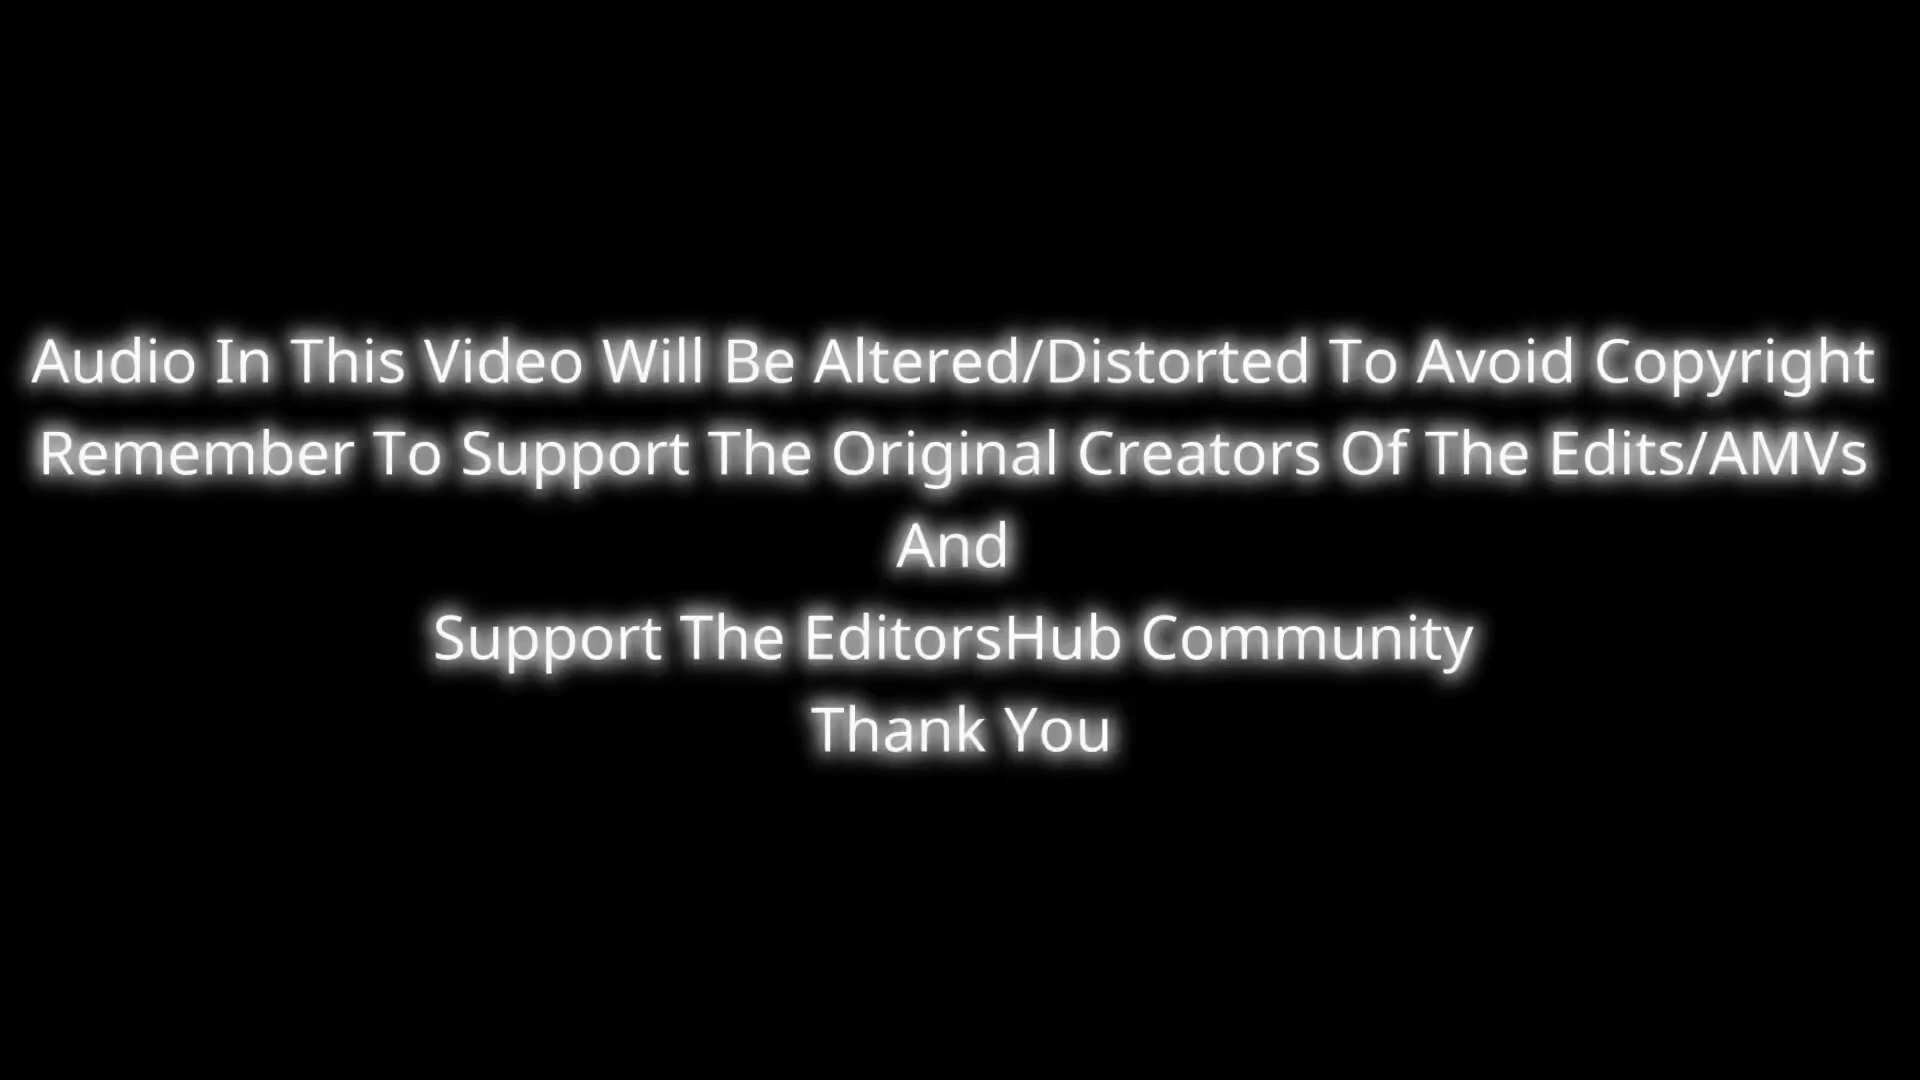 Audio In This Video Will Be Altered/Distorted To Avoid Copyright
Remember To Support The Original Creators Of The Edits/AMVs
And
Support The EditorsHub Community
Thank You